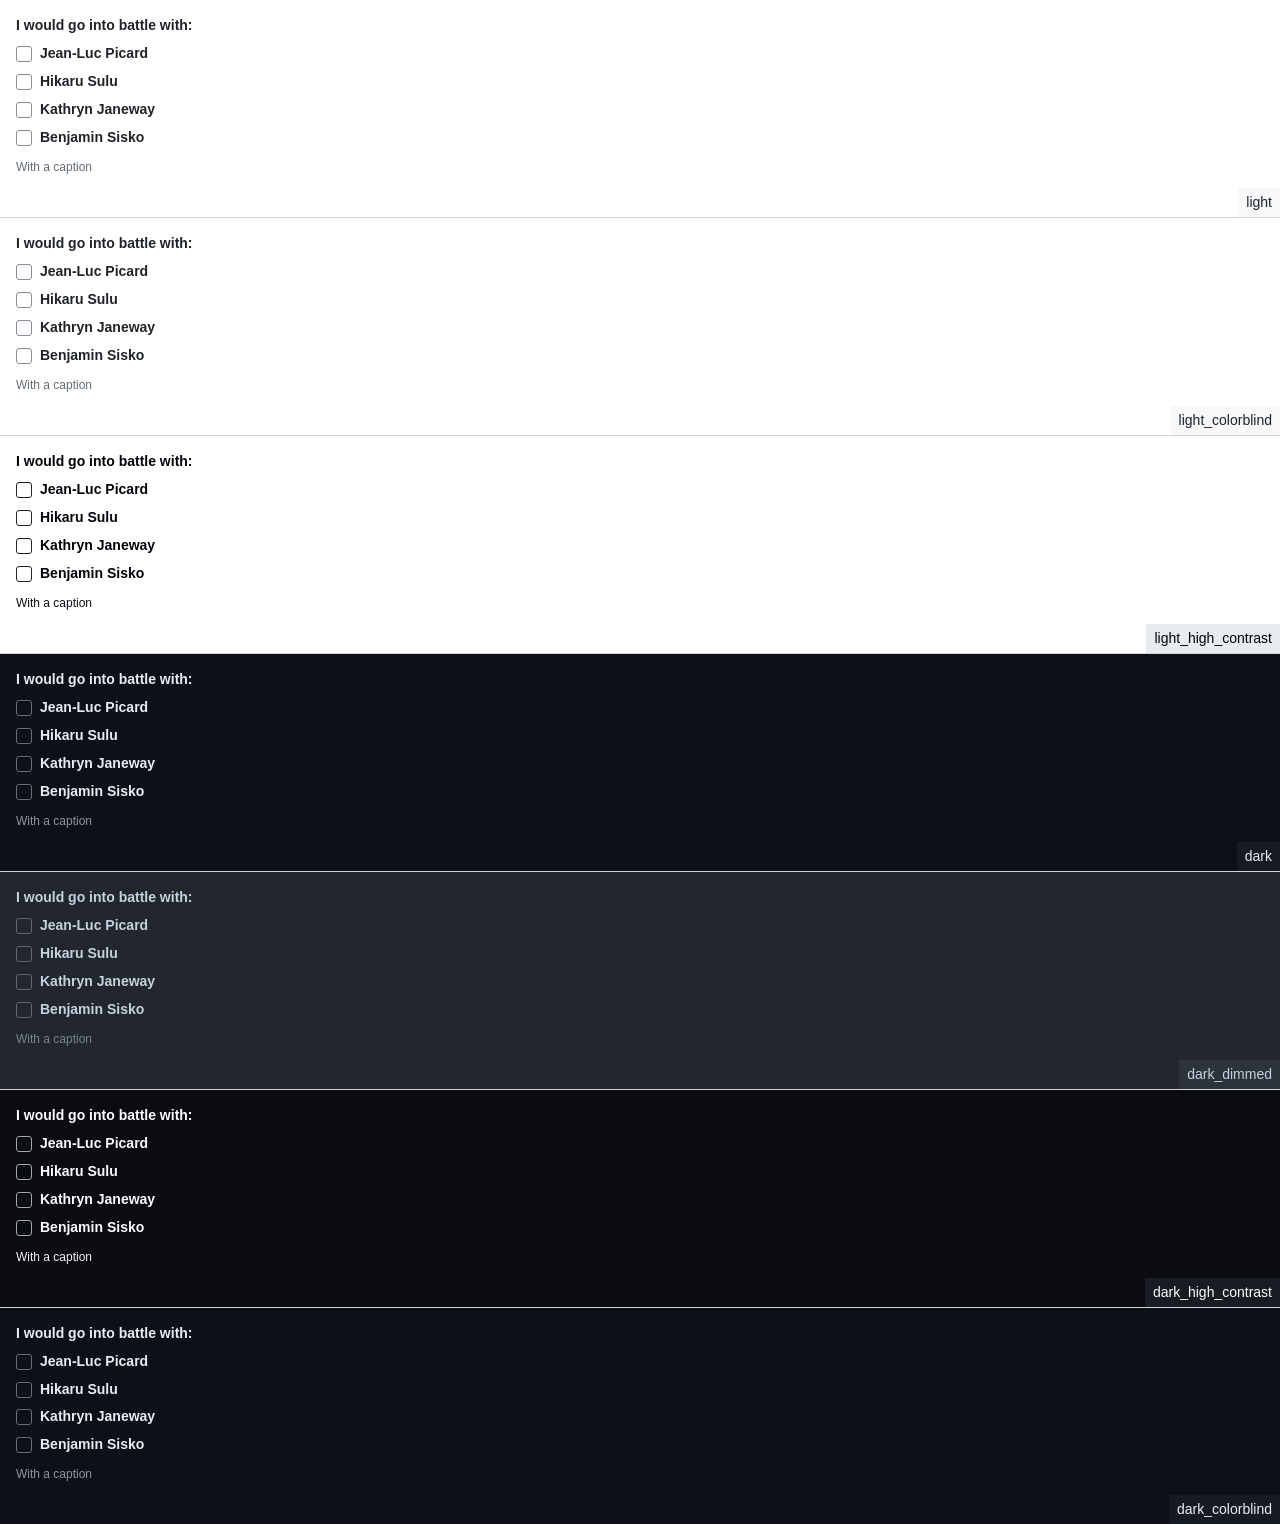 I would go into battle with:
Jean-Luc Picard
Hikaru Sulu
Kathryn Janeway
Benjamin Sisko
With a caption
light
I would go into battle with:
Jean-Luc Picard
Hikaru Sulu
Kathryn Janeway
Benjamin Sisko
With a caption
light_colorblind
I would go into battle with:
Jean-Luc Picard
Hikaru Sulu
Kathryn Janeway
Benjamin Sisko
With a caption
light_high_contrast
I would go into battle with:
Jean-Luc Picard
Hikaru Sulu
Kathryn Janeway
Benjamin Sisko
With a caption
dark
I would go into battle with:
Jean-Luc Picard
Hikaru Sulu
Kathryn Janeway
Benjamin Sisko
With a caption
dark_dimmed
I would go into battle with:
Jean-Luc Picard
Hikaru Sulu
Kathryn Janeway
Benjamin Sisko
With a caption
dark_high_contrast
I would go into battle with:
Jean-Luc Picard
Hikaru Sulu
Kathryn Janeway
Benjamin Sisko
With a caption
dark_colorblind